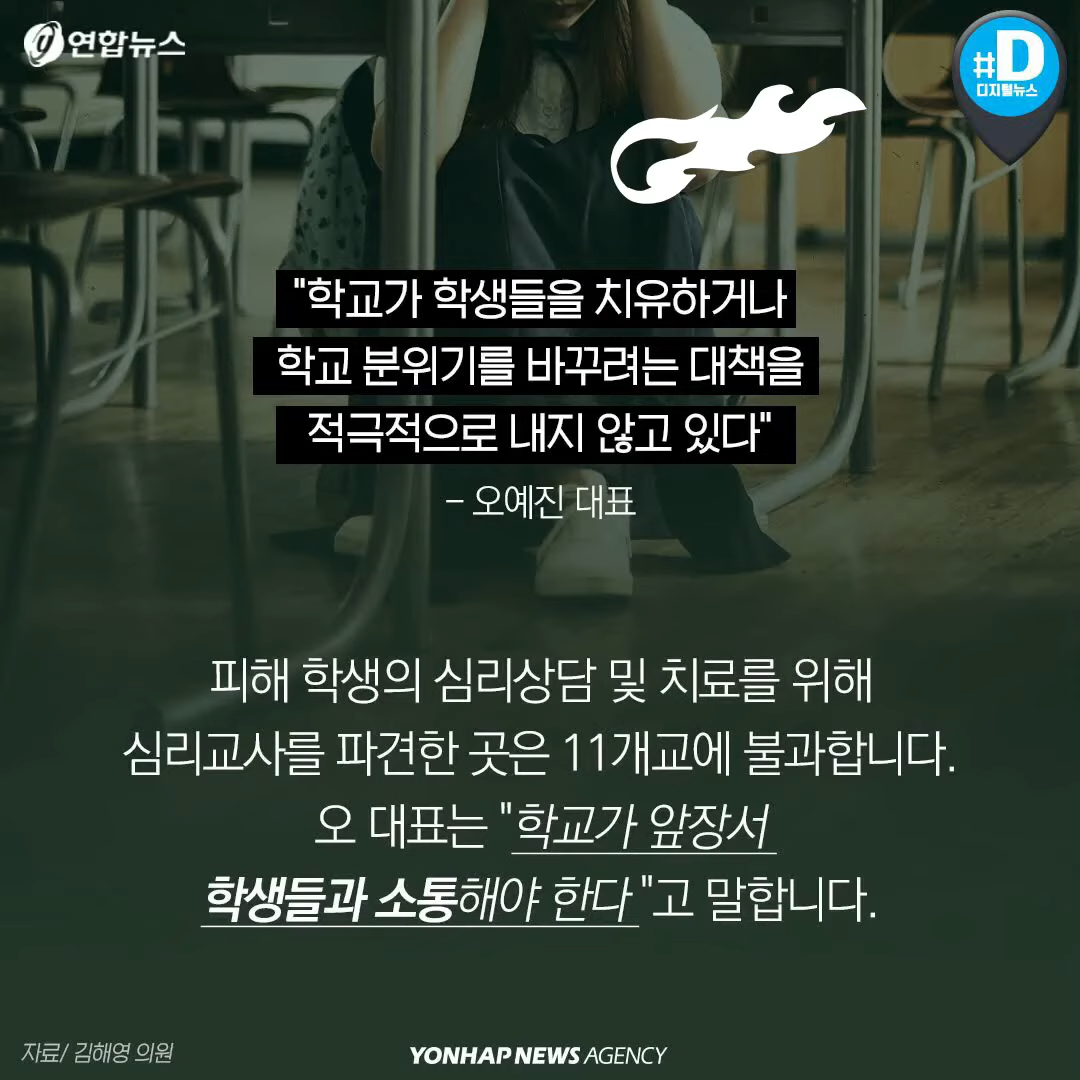 연합뉴스
#D
디지털뉴스
"학교가 학생들을 치유하거나
학교 분위기를 바꾸려는 대책을
적극적으로 내지 않고 있다"
– 오예진 대표
피해 학생의 심리상담 및 치료를 위해
심리교사를 파견한 곳은 11개교에 불과합니다.
오 대표는 "학교가 앞장서
학생들과 소통해야 한다"고 말합니다.
자료/ 김해영 의원
YONHAP NEWS AGENCY